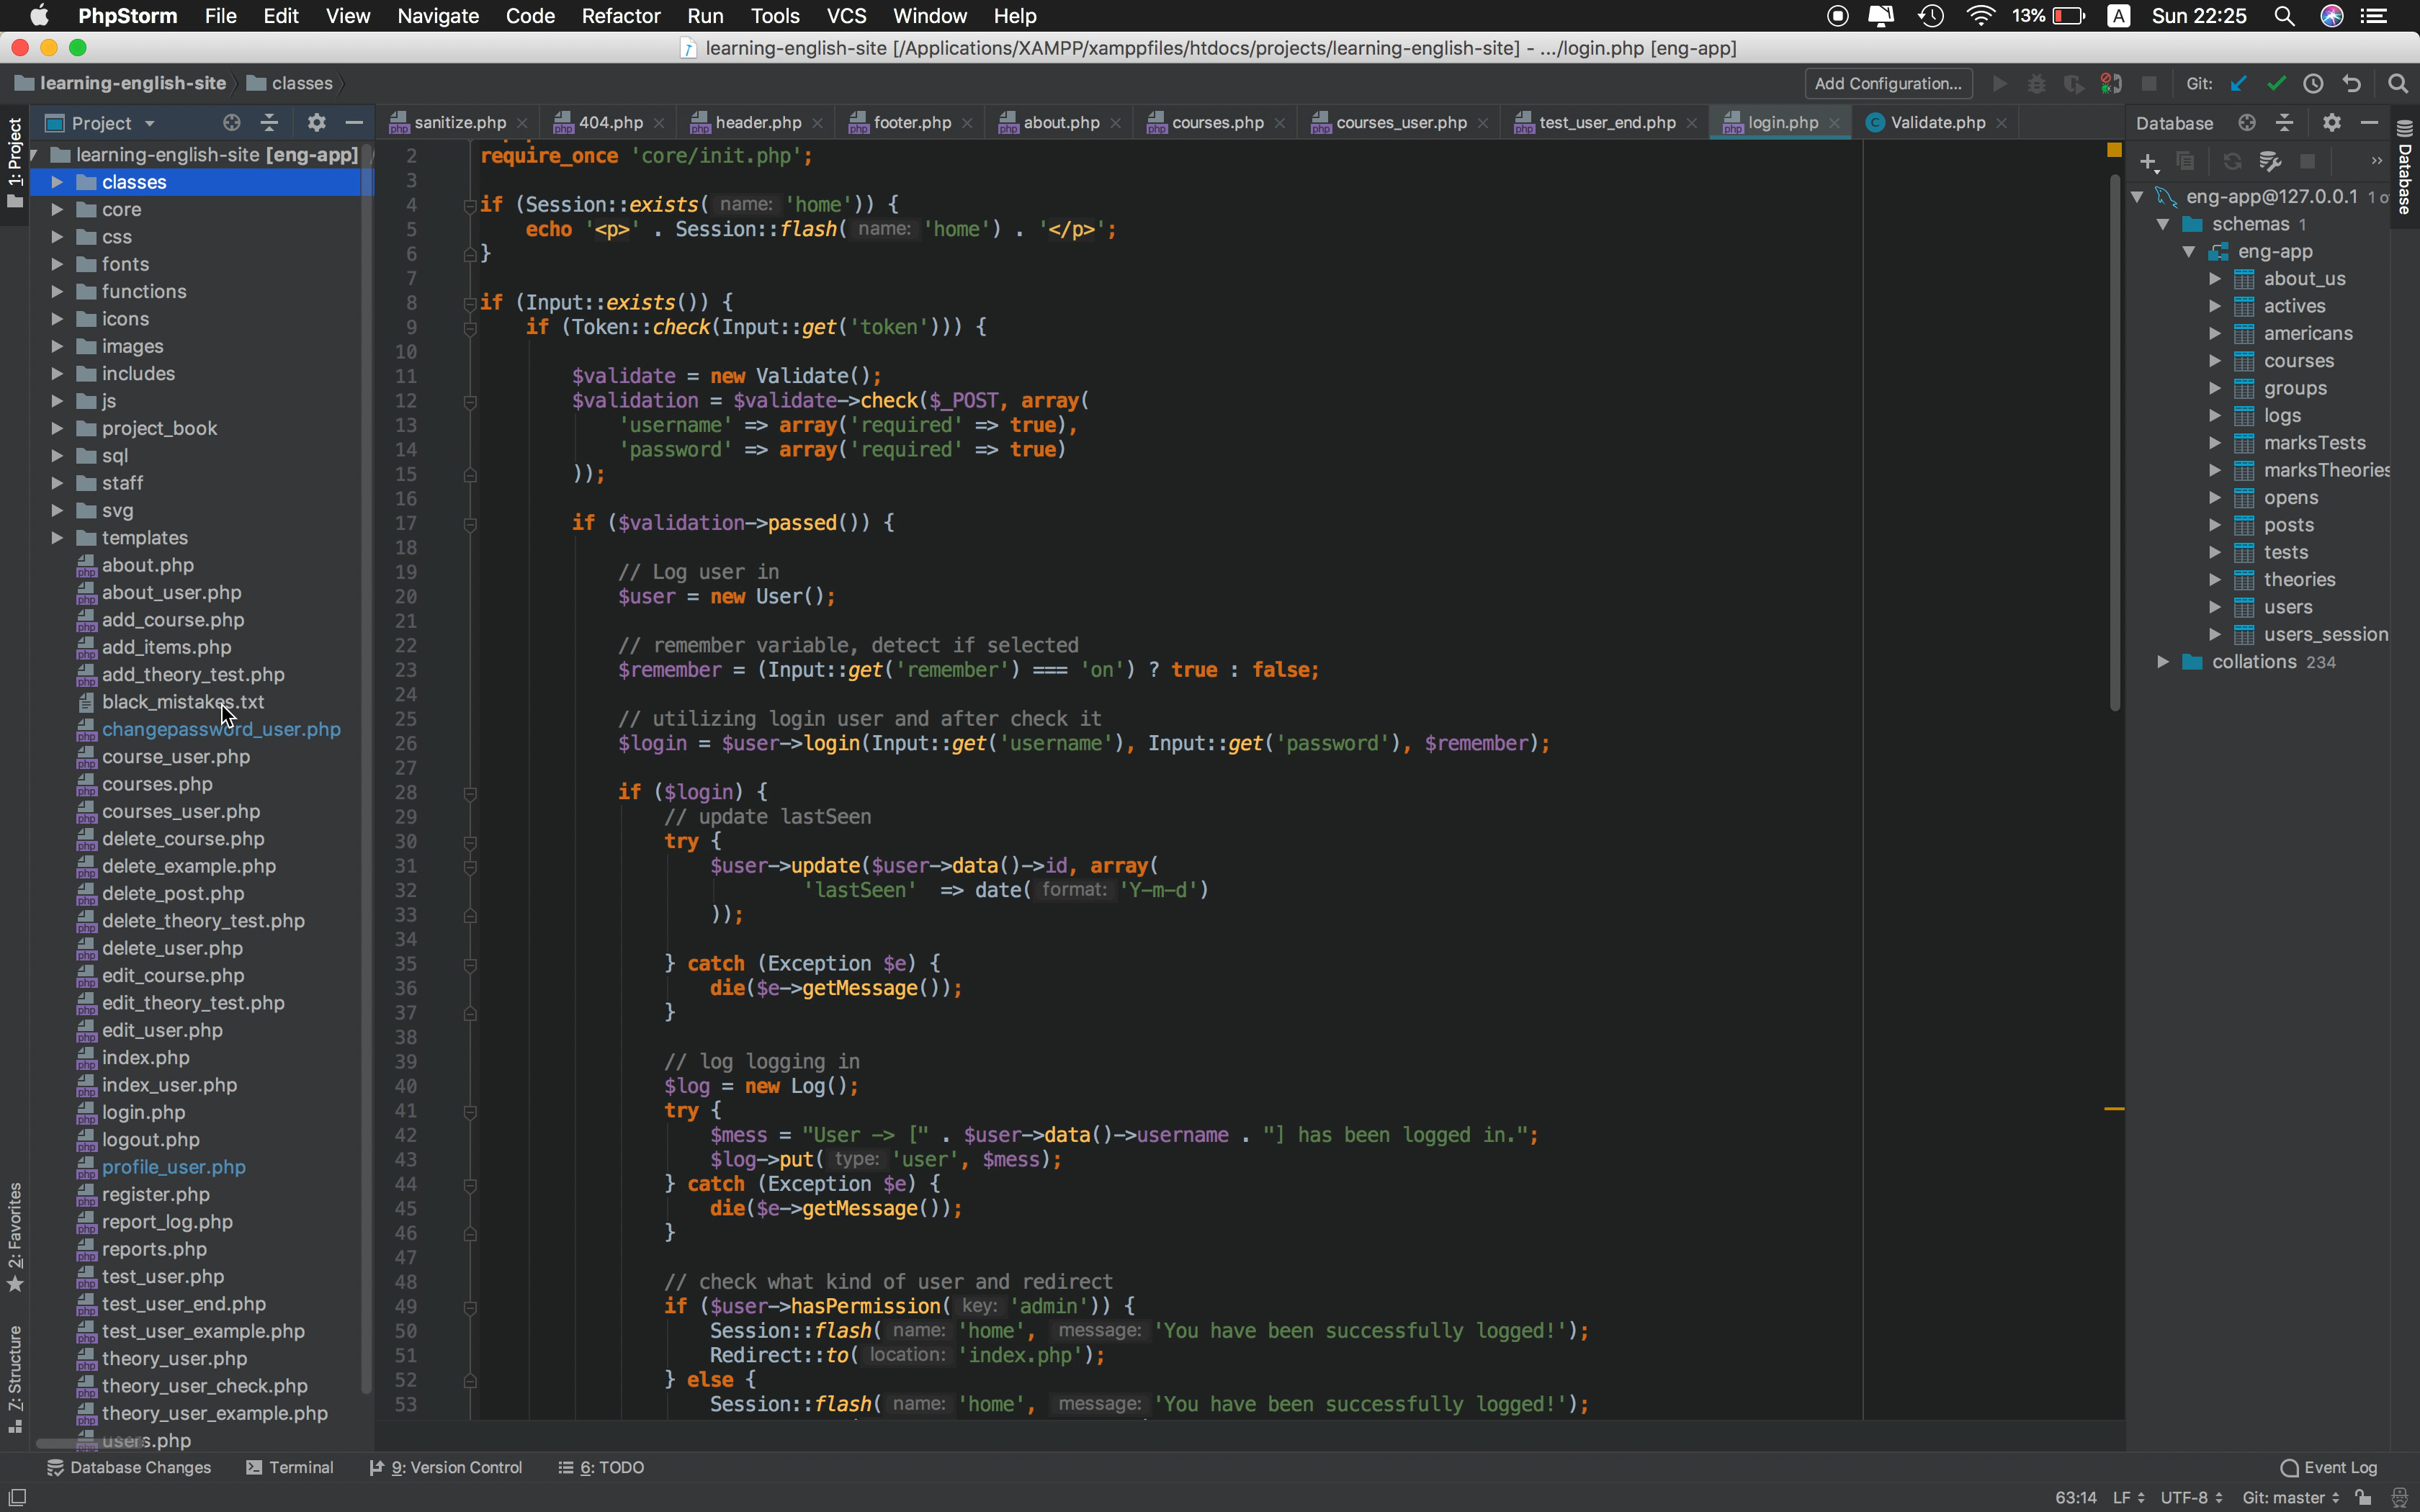 PhpStorm File Edit View Navigate Code Refactor Run Tools VCS Window Help 13% A Sun 22:25
learning-english-site [/Applications/XAMPP/xamppfiles/htdocs/projects/learning-english-site] - .../login.php [eng-app]
learning-english-site classes Add Configuration... Git:
Project sanitize.php 404.php header.php footer.php about.php courses.php courses_user.php test_user_end.php login.php Validate.php Database
1: Project
2: Favorites
7: Structure
learning-english-site [eng-app]
classes
core
css
fonts
functions
icons
images
includes
js
project_book
sql
staff
svg
templates
about.php
about_user.php
add_course.php
add_items.php
add_theory_test.php
black_mistakes.txt
changepassword_user.php
course_user.php
courses.php
courses_user.php
delete_course.php
delete_example.php
delete_post.php
delete_theory_test.php
delete_user.php
edit_course.php
edit_theory_test.php
edit_user.php
index.php
index_user.php
login.php
logout.php
profile_user.php
register.php
report_log.php
reports.php
test_user.php
test_user_end.php
test_user_example.php
theory_user.php
theory_user_check.php
theory_user_example.php
users.php
2 require_once 'core/init.php';
3
4 if (Session::exists( name: 'home')) {
5 echo '<p>' . Session::flash( name: 'home') . '</p>';
6 }
7
8 if (Input::exists()) {
9 if (Token::check(Input::get('token'))) {
10
11 $validate = new Validate();
12 $validation = $validate->check($_POST, array(
13 'username' => array('required' => true),
14 'password' => array('required' => true)
15 ));
16
17 if ($validation->passed()) {
18
19 // Log user in
20 $user = new User();
21
22 // remember variable, detect if selected
23 $remember = (Input::get('remember') === 'on') ? true : false;
24
25 // utilizing login user and after check it
26 $login = $user->login(Input::get('username'), Input::get('password'), $remember);
27
28 if ($login) {
29 // update lastSeen
30 try {
31 $user->update($user->data()->id, array(
32 'lastSeen' => date( format: 'Y-m-d')
33 ));
34
35 } catch (Exception $e) {
36 die($e->getMessage());
37 }
38
39 // log logging in
40 $log = new Log();
41 try {
42 $mess = "User -> [" . $user->data()->username . "] has been logged in.";
43 $log->put( type: 'user', $mess);
44 } catch (Exception $e) {
45 die($e->getMessage());
46 }
47
48 // check what kind of user and redirect
49 if ($user->hasPermission( key: 'admin')) {
50 Session::flash( name: 'home', message: 'You have been successfully logged!');
51 Redirect::to( location: 'index.php');
52 } else {
53 Session::flash( name: 'home', message: 'You have been successfully logged!');
Database
eng-app@127.0.0.1 1
schemas 1
eng-app
about_us
actives
americans
courses
groups
logs
marksTests
marksTheories
opens
posts
tests
theories
users
users_session
collations 234
Database Changes Terminal 9: Version Control 6: TODO Event Log
63:14 LF UTF-8 Git: master